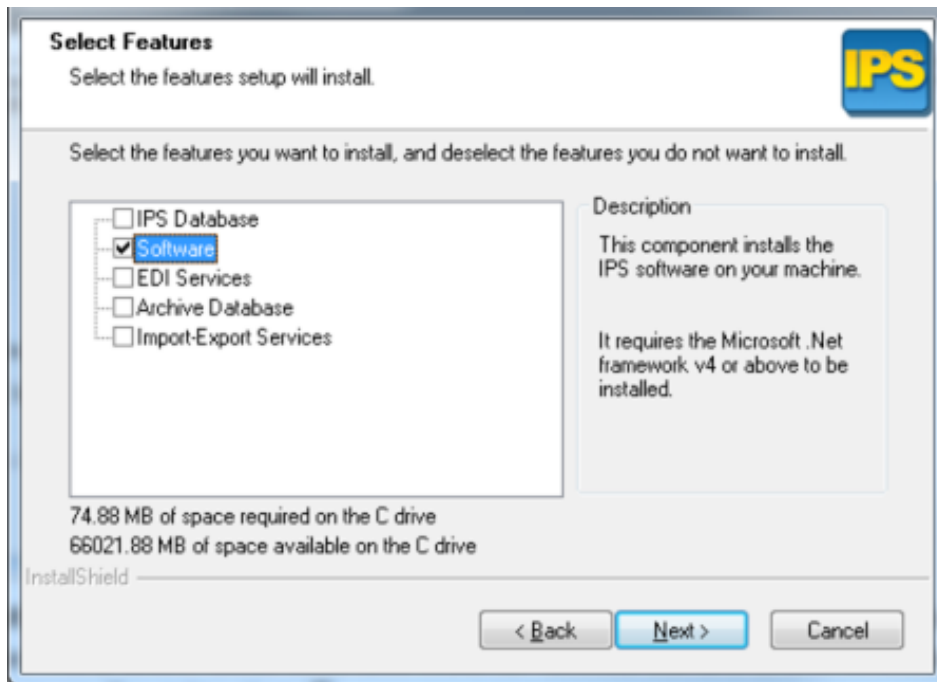 Select Features
Select the features setup will install.
IPS
Select the features you want to install, and deselect the features you do not want to install.
IPS Database
Software
EDI Services
Archive Database
Import-Export Services
Description
This component installs the
IPS software on your machine.
It requires the Microsoft .Net
framework v4 or above to be
installed.
74.88 MB of space required on the C drive
66021.88 MB of space available on the C drive
InstallShield
< Back
Next >
Cancel